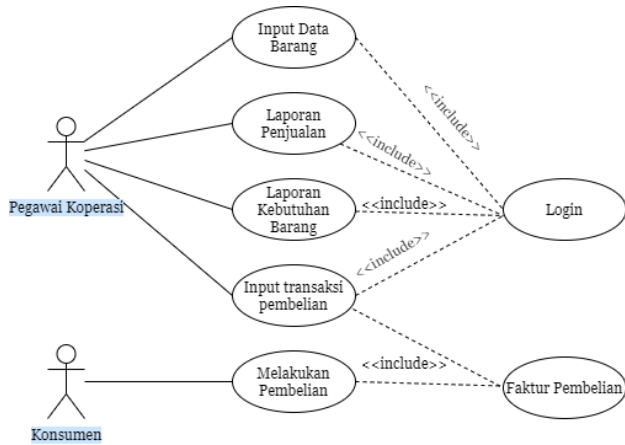 Input Data
Barang
<<include>>
Laporan
Penjualan
<<include>>
Pegawai Koperasi
Laporan
Kebutuhan
Barang
<<include>>
Login
<<include>>
Input transaksi
pembelian
Melakukan
Pembelian
<<include>>
Faktur Pembelian
Konsumen